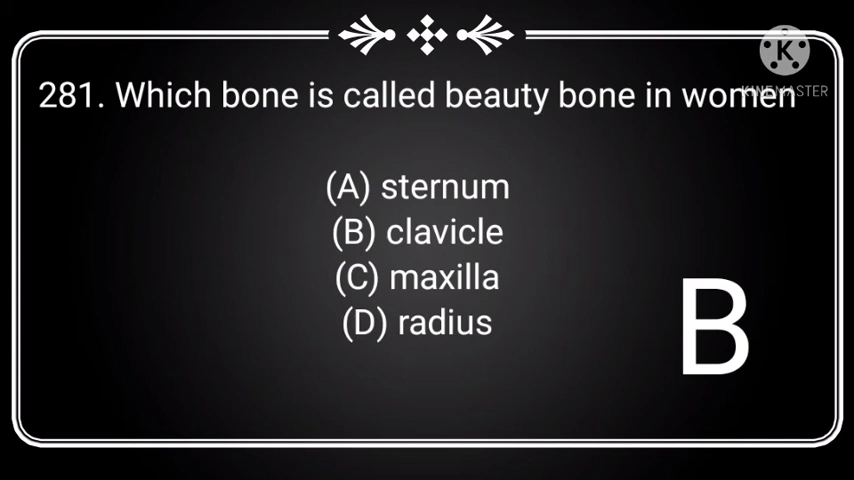 K
KINEMASTER
281. Which bone is called beauty bone in women
(A) sternum
(B) clavicle
(C) maxilla
(D) radius
B